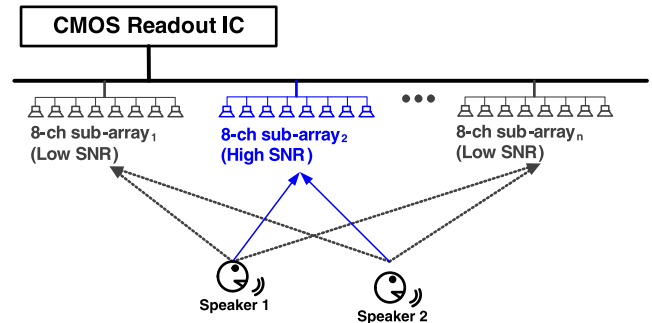 CMOS Readout IC
8-ch sub-array1
(Low SNR)
8-ch sub-array2
(High SNR)
8-ch sub-arrayn
(Low SNR)
Speaker 1
Speaker 2